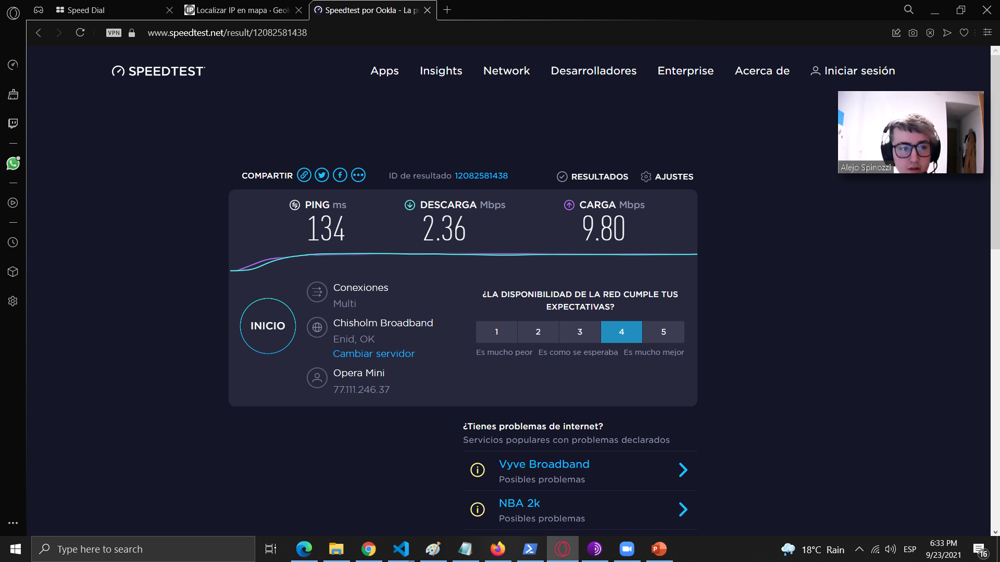 Speed Dial
Localizar IP en mapa · Geol
Speedtest por Ookla - La p
VPN
www.speedtest.net/result/12082581438
SPEEDTEST
Apps
Insights
Network
Desarrolladores
Enterprise
Acerca de
Iniciar sesión
Alejo Spinozzi
COMPARTIR
ID de resultado 12082581438
RESULTADOS
AJUSTES
PING ms
134
DESCARGA Mbps
2.36
CARGA Mbps
9.80
INICIO
Conexiones
Multi
Chisholm Broadband
Enid, OK
Cambiar servidor
Opera Mini
77.111.246.37
¿LA DISPONIBILIDAD DE LA RED CUMPLE TUS
EXPECTATIVAS?
1 2 3 4 5
Es mucho peor Es como se esperaba Es mucho mejor
¿Tienes problemas de internet?
Servicios populares con problemas declarados
Vyve Broadband
Posibles problemas
NBA 2k
Posibles problemas
Type here to search
18°C Rain
ESP
6:33 PM
9/23/2021
16